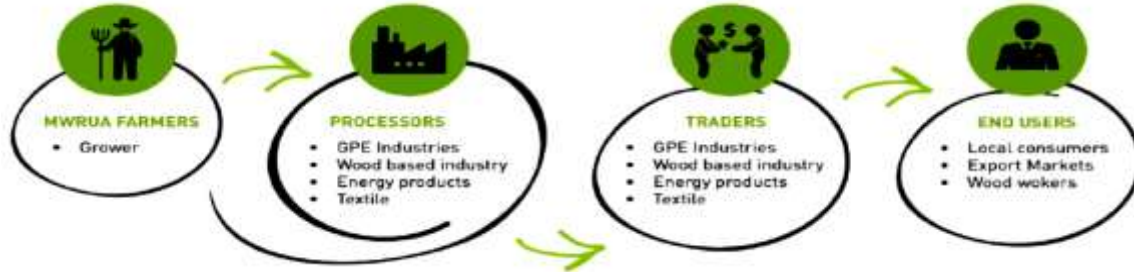 MWRUA FARMERS
• Grower
PROCESSORS
• GPE Industries
• Wood based industry
• Energy products
• Textile
$
TRADERS
• GPE Industries
• Wood based industry
• Energy products
• Textile
END USERS
• Local consumers
• Export Markets
• Wood wokers